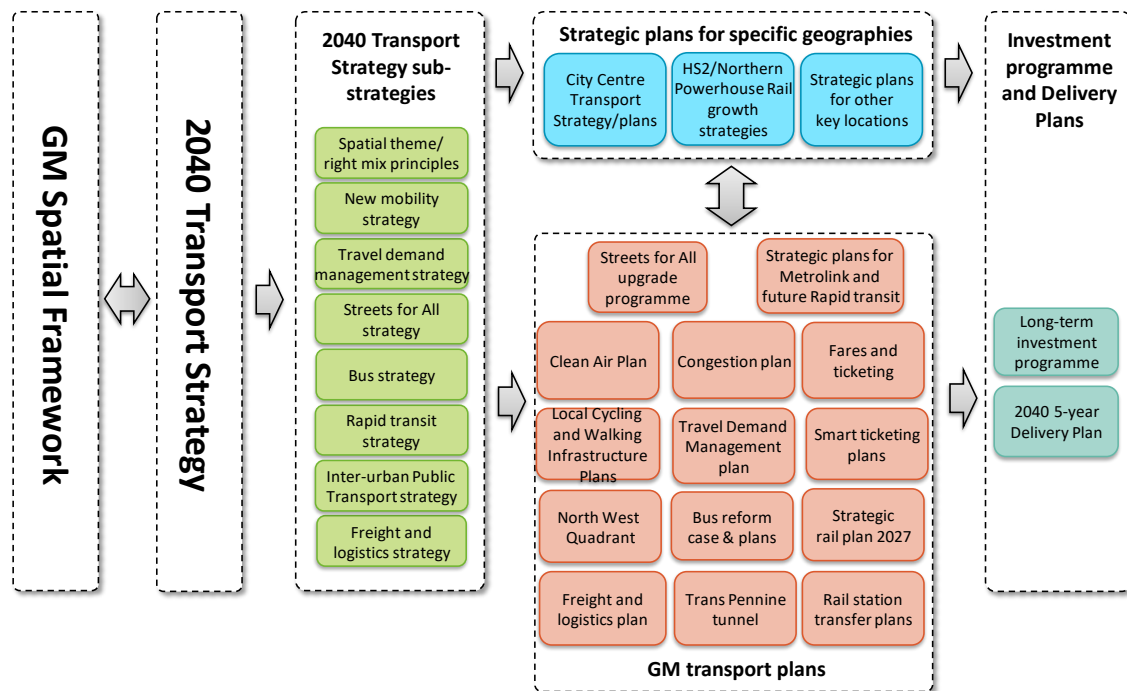 GM Spatial Framework
2040 Transport Strategy
2040 Transport
Strategy sub-
strategies
Spatial theme/
right mix principles
New mobility
strategy
Travel demand
management strategy
Streets for All
strategy
Bus strategy
Rapid transit
strategy
Inter-urban Public
Transport strategy
Freight and
logistics strategy
Strategic plans for specific geographies
City Centre
Transport
Strategy/plans
HS2/Northern
Powerhouse Rail
growth
strategies
Strategic plans
for other
key locations
Streets for All
upgrade
programme
Strategic plans for
Metrolink and
future Rapid transit
Clean Air Plan
Congestion plan
Fares and
ticketing
Local Cycling
and Walking
Infrastructure
Plans
Travel Demand
Management
plan
Smart ticketing
plans
North West
Quadrant
Bus reform
case & plans
Strategic
rail plan 2027
Freight and
logistics plan
Trans Pennine
tunnel
Rail station
transfer plans
GM transport plans
Investment
programme
and Delivery
Plans
Long-term
investment
programme
2040 5-year
Delivery Plan